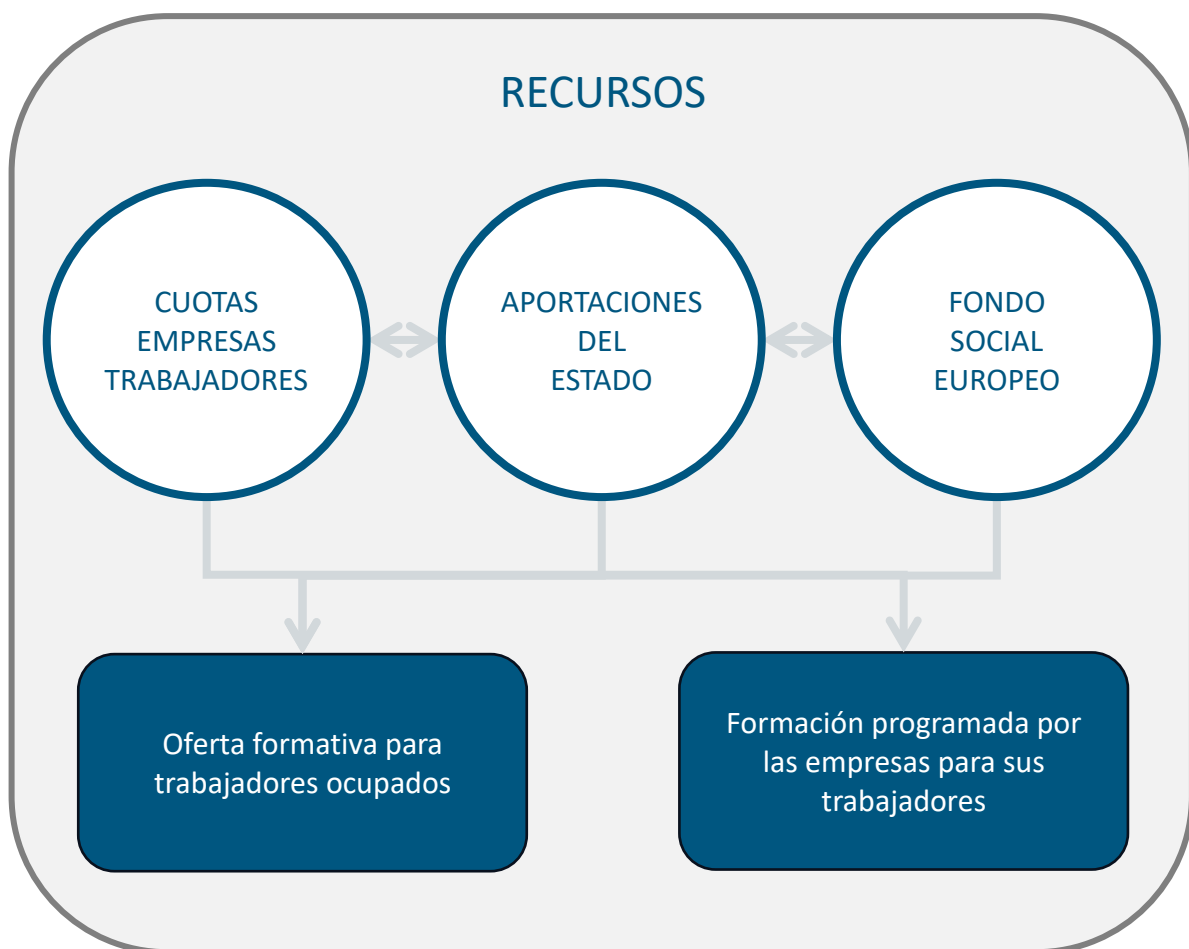 RECURSOS
CUOTAS
EMPRESAS
TRABAJADORES
APORTACIONES
DEL
ESTADO
FONDO
SOCIAL
EUROPEO
Oferta formativa para
trabajadores ocupados
Formación programada por
las empresas para sus
trabajadores